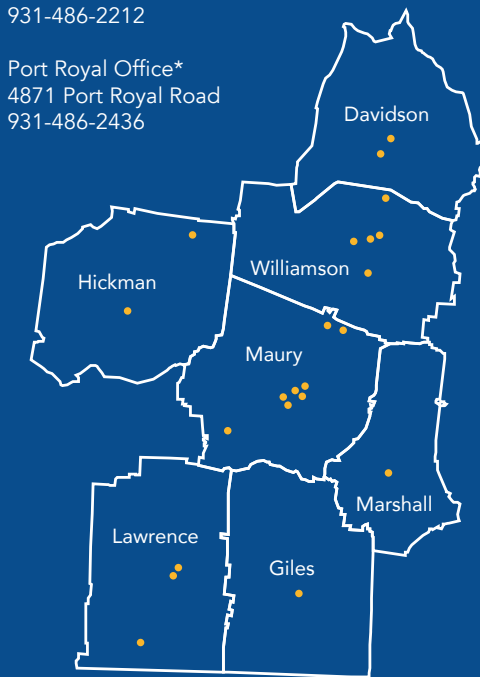 931-486-2212
Port Royal Office*
4871 Port Royal Road
931-486-2436
Davidson
Williamson
Hickman
Maury
Marshall
Lawrence
Giles